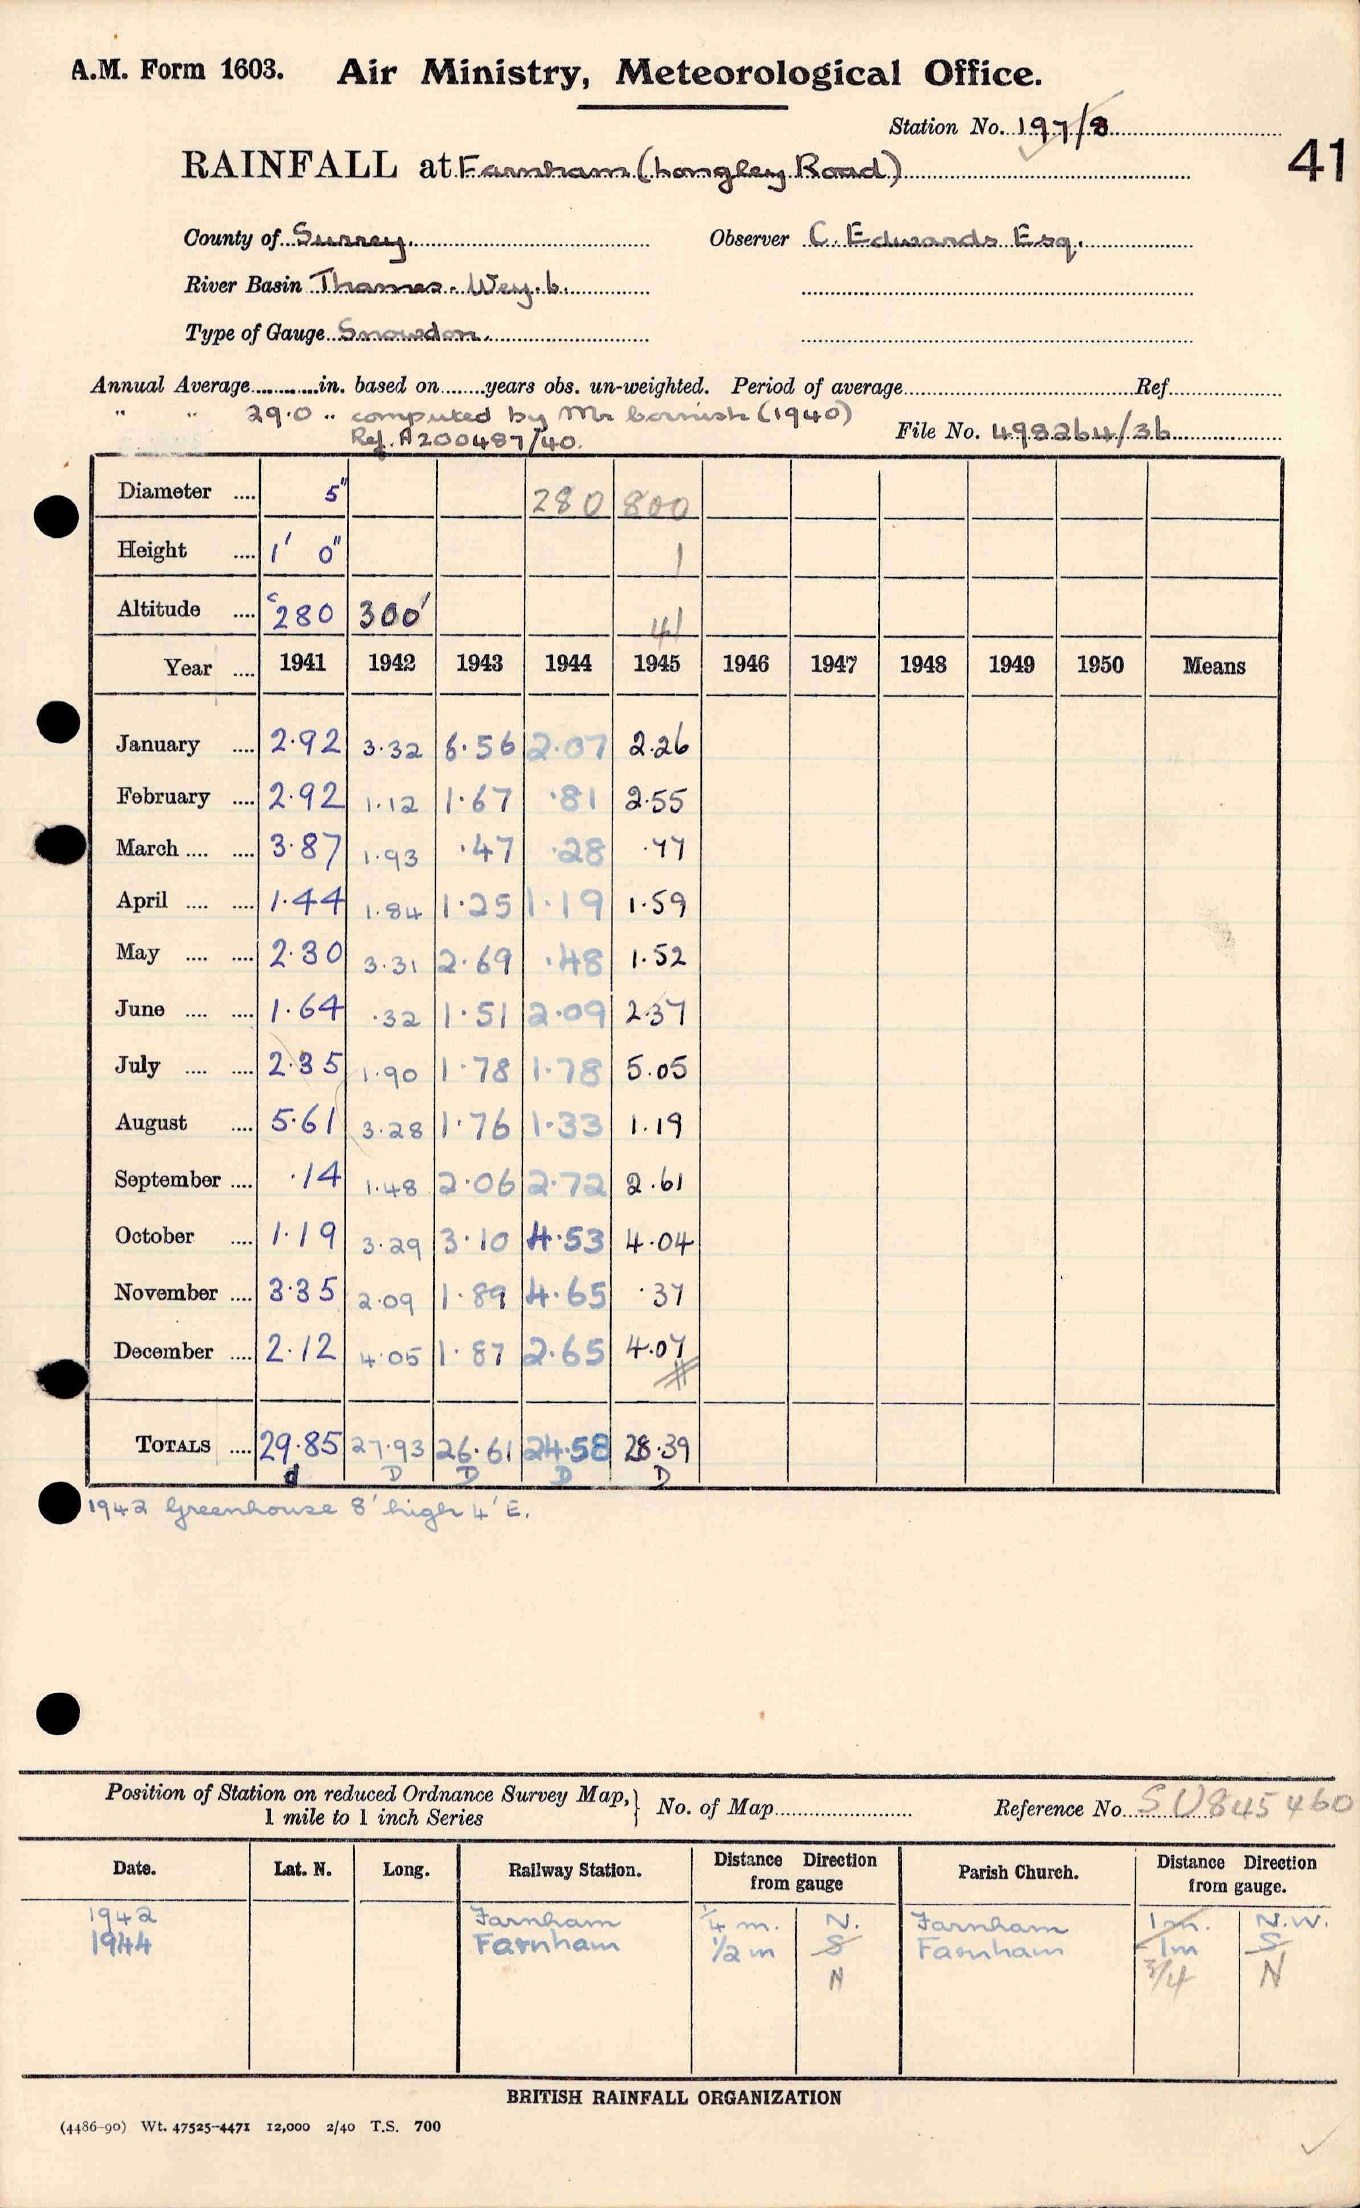 A.M. Form 1603. Air Ministry, Meteorological Office.
Station No. 197/8
41
RAINFALL at Farnham (Longley Road)
County of Surrey Observer C. Edwards Esq.
River Basin Thames - Wey.b.
Type of Gauge Snowdon.
Annual Average............in. based on........years obs. un-weighted. Period of average..........Ref..........
" " 29.0 " computed by Mr Cornish (1940)
Ref. A200487/40. File No. 498264/36
Diameter .... 5" 280 800
Height .... 1' 0" 1
Altitude .... c 280 300' 41
Year .... 1941 1942 1943 1944 1945 1946 1947 1948 1949 1950 Means
January .... 2.92 3.32 6.56 2.07 2.26
February .... 2.92 1.12 1.67 .81 2.55
March .... .... 3.87 1.93 .47 .28 .77
April .... .... 1.44 1.84 1.25 1.19 1.59
May .... .... 2.30 3.31 2.69 .48 1.52
June .... .... 1.64 .32 1.51 2.09 2.37
July .... .... 2.35 1.90 1.78 1.78 5.05
August .... 5.61 3.28 1.76 1.33 1.19
September .... .14 1.48 2.06 2.72 2.61
October .... 1.19 3.29 3.10 4.53 4.04
November .... 3.35 2.09 1.89 4.65 .37
December .... 2.12 4.05 1.87 2.65 4.07
TOTALS .... 29.85 27.93 26.61 24.58 28.39
d D D D D
1942 Greenhouse 8' high 4' E.
Position of Station on reduced Ordnance Survey Map, } No. of Map.......... Reference No. SU845460
1 mile to 1 inch Series
Date. Lat. N. Long. Railway Station. Distance Direction from gauge Parish Church. Distance Direction from gauge.
1942 Farnham 1/4 m. N. Farnham 1m. N.W.
1944 Farnham 1/2 m S Farnham 1m S
N 3/4 N
BRITISH RAINFALL ORGANIZATION
(4486-90) Wt. 47525-4471 12,000 2/40 T.S. 700